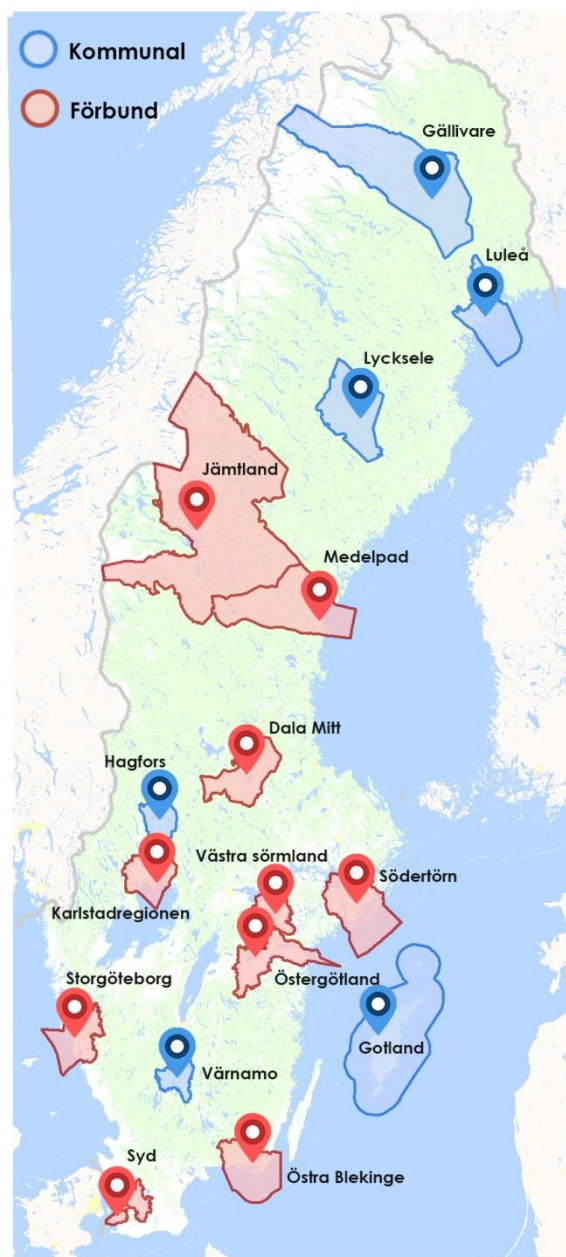 Kommunal
Förbund
Gällivare
Luleå
Lycksele
Jämtland
Medelpad
Dala Mitt
Hagfors
Västra sörmland
Södertörn
Karlstadregionen
Östergötland
Storgöteborg
Gotland
Värnamo
Syd
Östra Blekinge